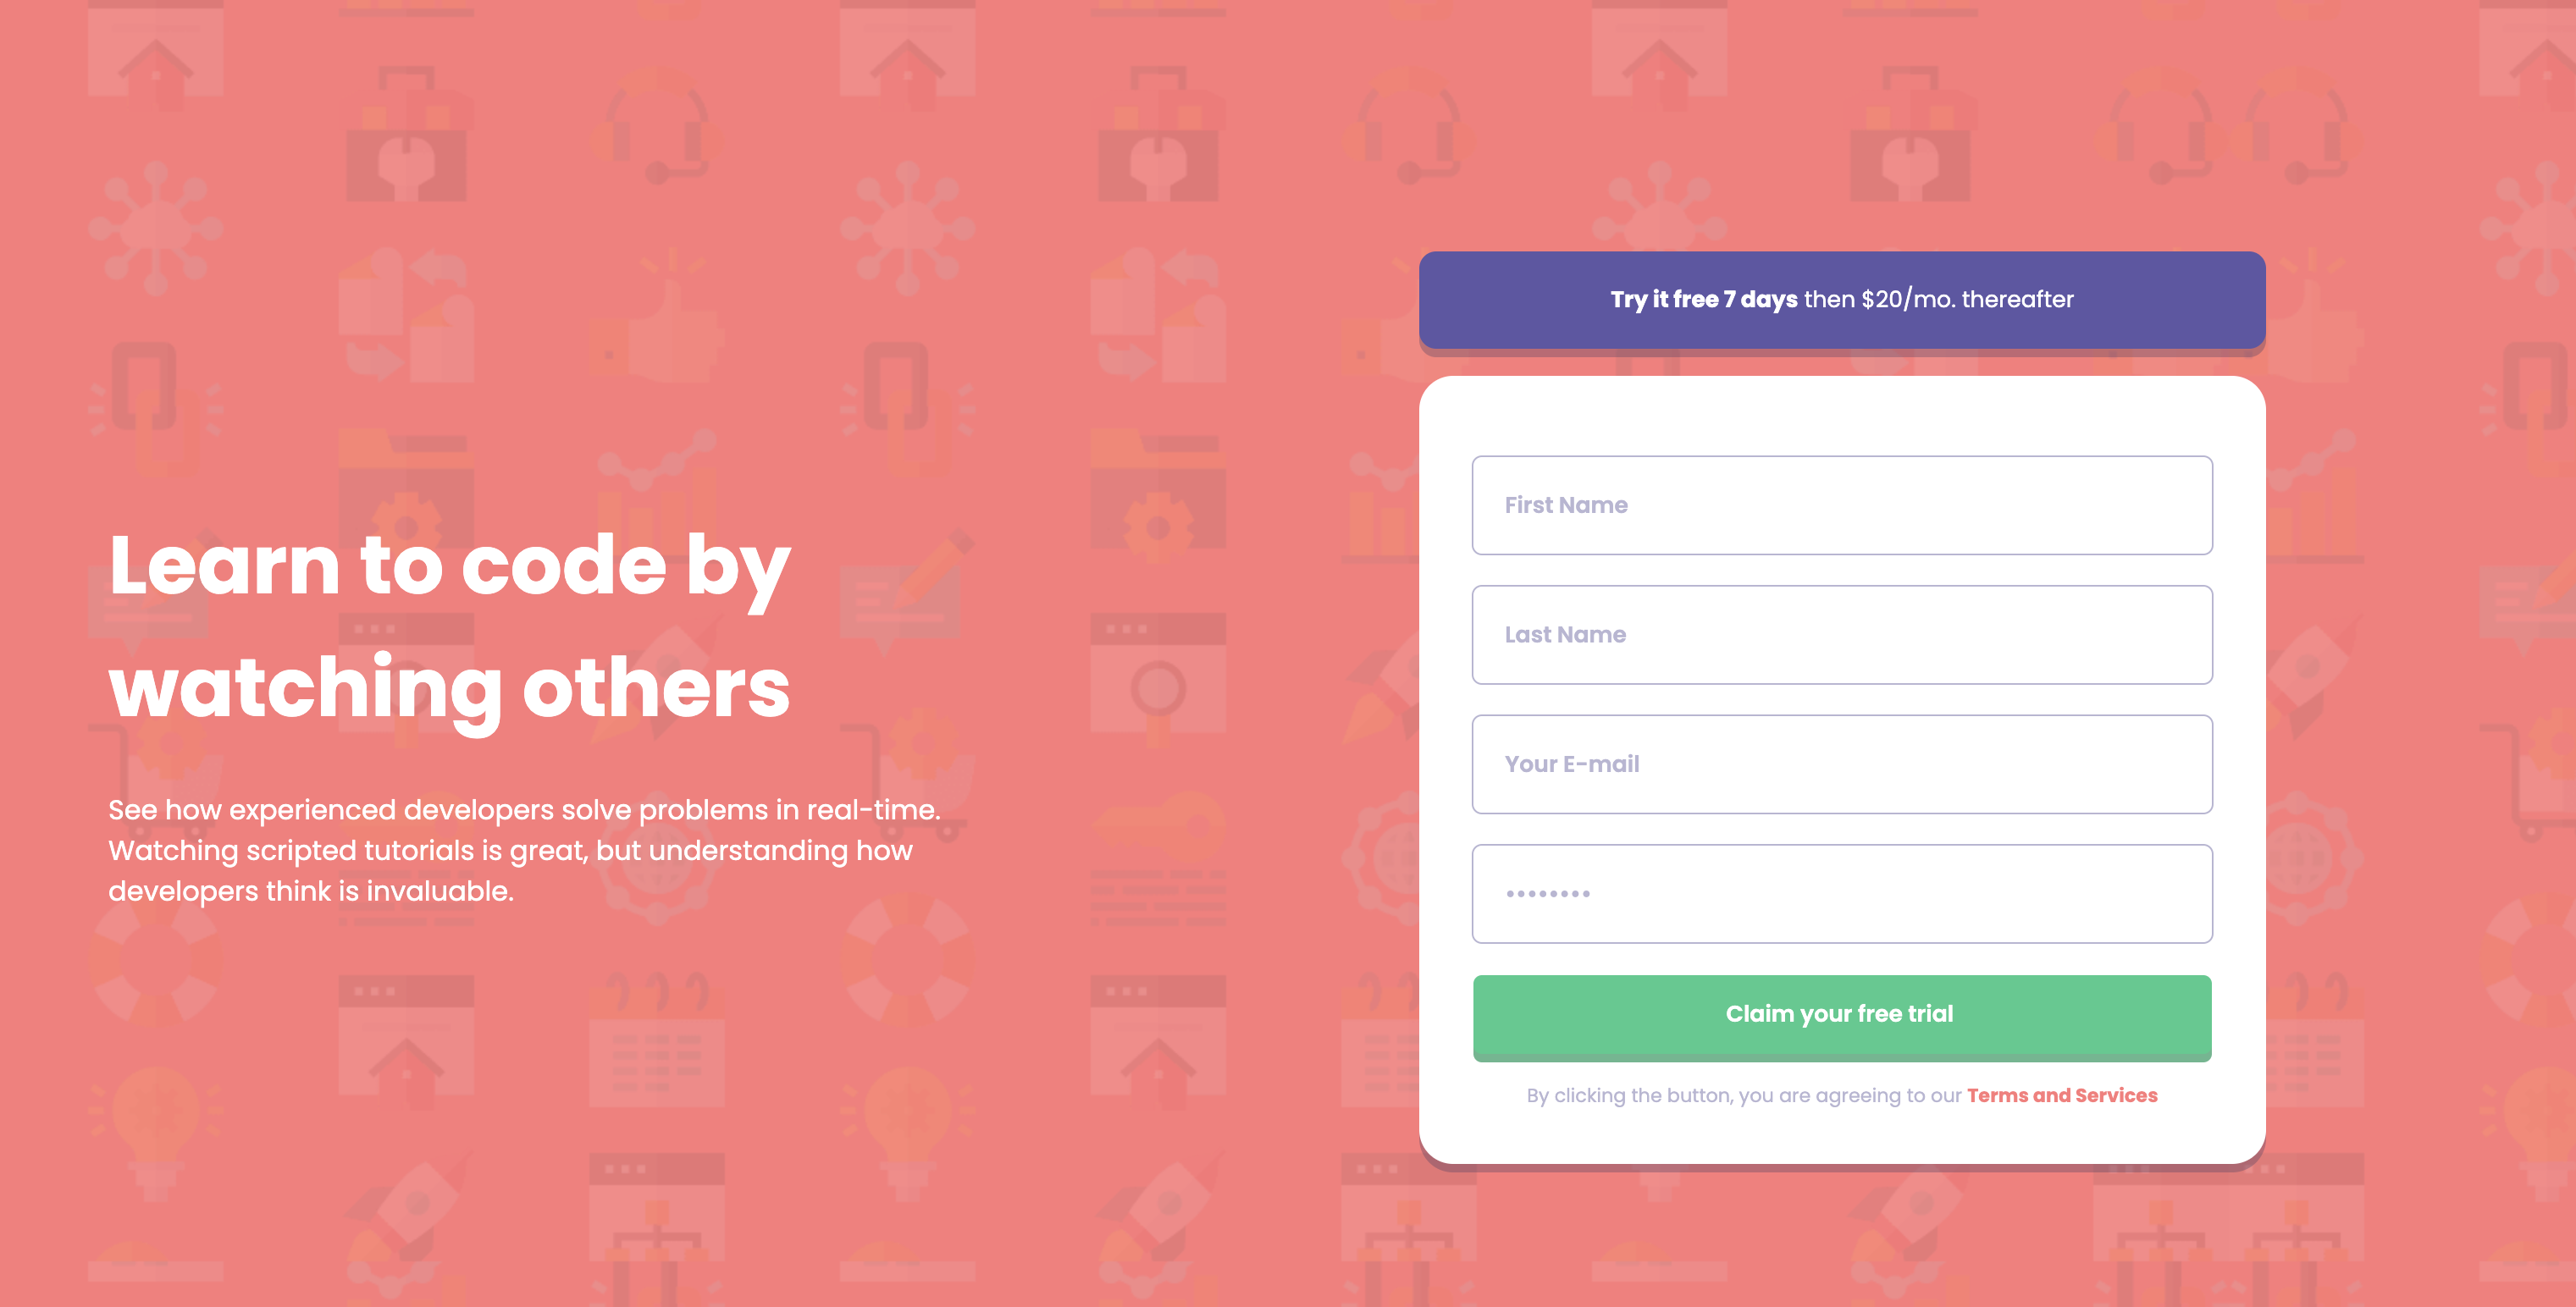 Learn to code by
watching others
See how experienced developers solve problems in real-time.
Watching scripted tutorials is great, but understanding how
developers think is invaluable.
Try it free 7 days then $20/mo. thereafter
First Name
Last Name
Your E-mail
••••••••
Claim your free trial
By clicking the button, you are agreeing to our Terms and Services